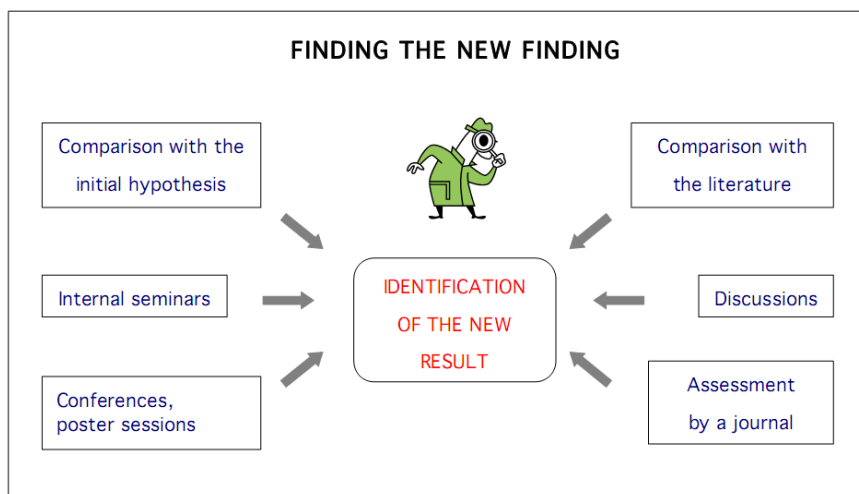 FINDING THE NEW FINDING
Comparison with the
initial hypothesis
Comparison with
the literature
Internal seminars
IDENTIFICATION
OF THE NEW
RESULT
Discussions
Conferences,
poster sessions
Assessment
by a journal